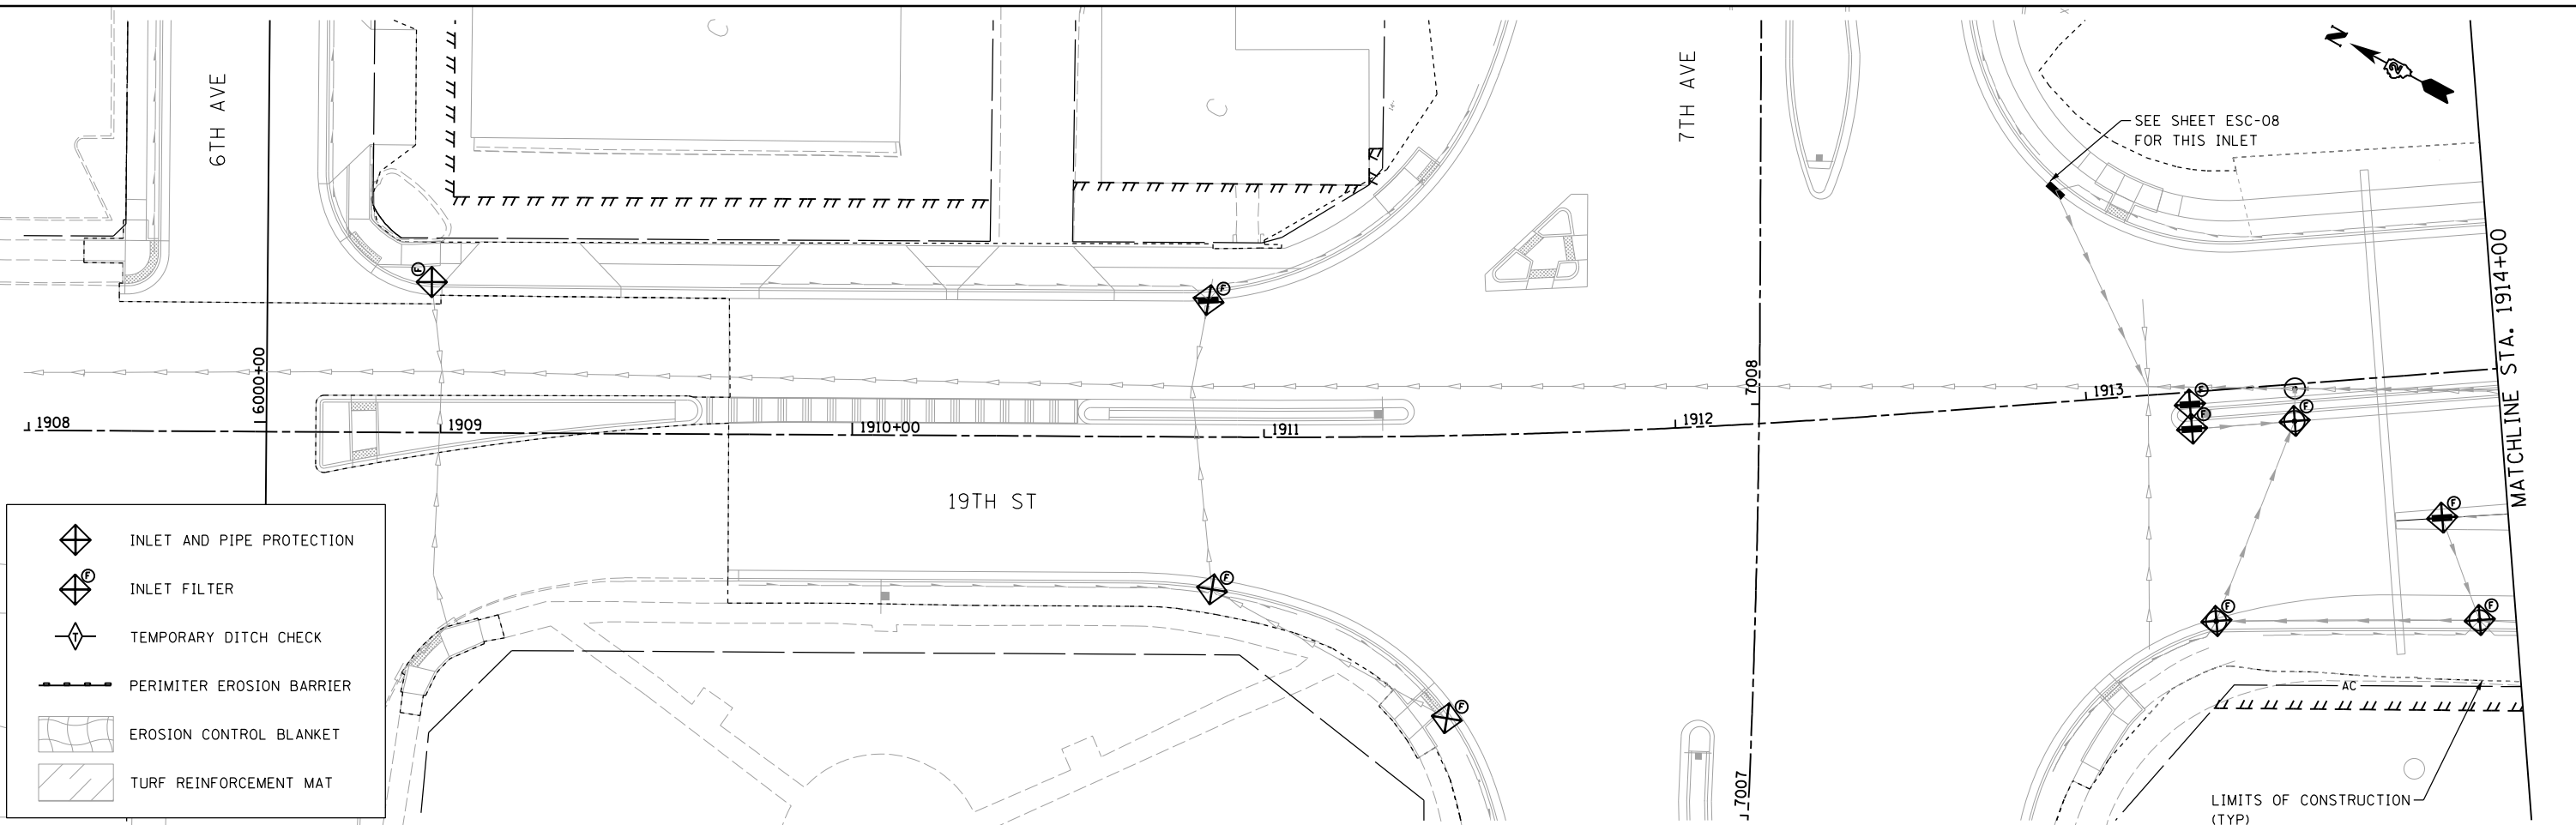 6TH AVE
7TH AVE
N
2
C
C
SEE SHEET ESC-08
FOR THIS INLET
MATCHLINE STA. 1914+00
6000+00
7008
1908
1909
1910+00
1911
1912
1913
19TH ST
F
F
F
F
F
F
F
F
F
F
INLET AND PIPE PROTECTION
F
INLET FILTER
T
TEMPORARY DITCH CHECK
PERIMITER EROSION BARRIER
EROSION CONTROL BLANKET
TURF REINFORCEMENT MAT
AC
7007
LIMITS OF CONSTRUCTION
(TYP)